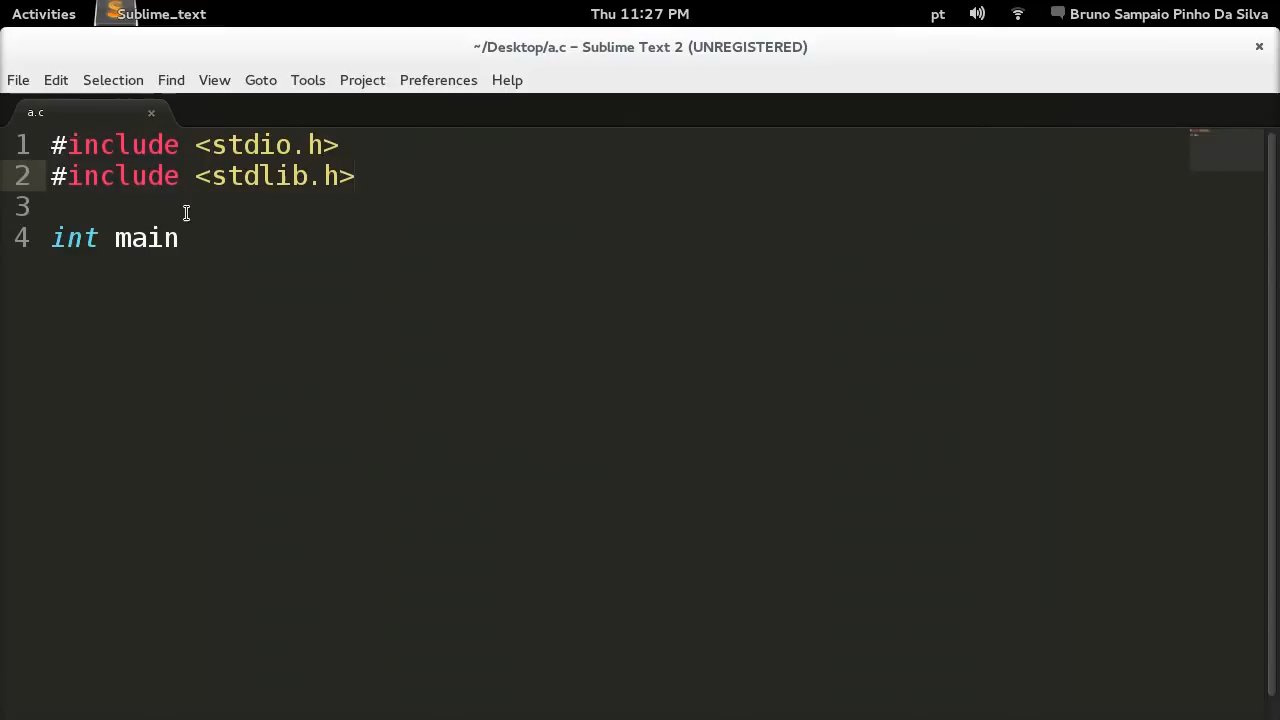 Activities Sublime_text Thu 11:27 PM pt Bruno Sampaio Pinho Da Silva
~/Desktop/a.c – Sublime Text 2 (UNREGISTERED) ×
File Edit Selection Find View Goto Tools Project Preferences Help
a.c ×
1 #include <stdio.h>
2 #include <stdlib.h>
3
4 int main